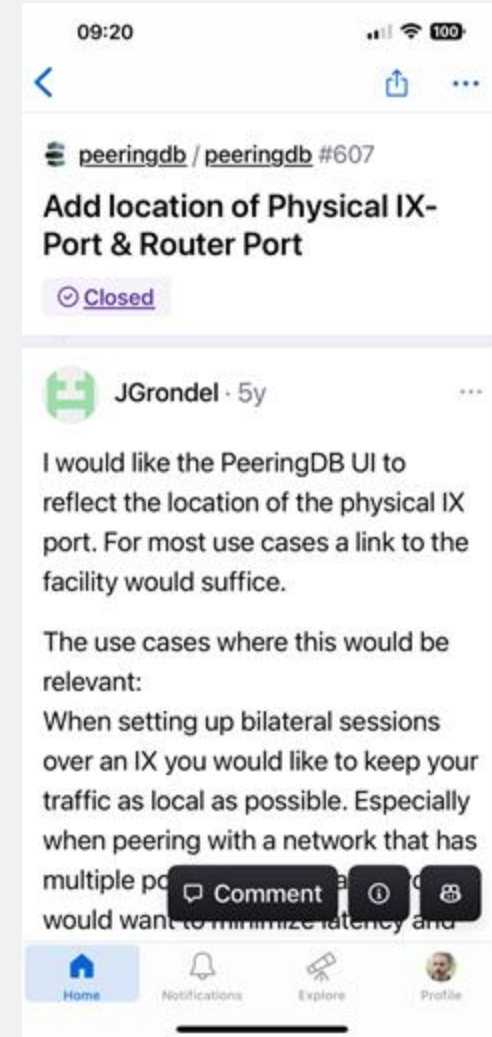 09:20
100
peeringdb / peeringdb #607
Add location of Physical IX-
Port & Router Port
Closed
JGrondel · 5y
I would like the PeeringDB UI to
reflect the location of the physical IX
port. For most use cases a link to the
facility would suffice.
The use cases where this would be
relevant:
When setting up bilateral sessions
over an IX you would like to keep your
traffic as local as possible. Especially
when peering with a network that has
multiple
Comment
would want to minimize latency and
Home
Notifications
Explore
Profile